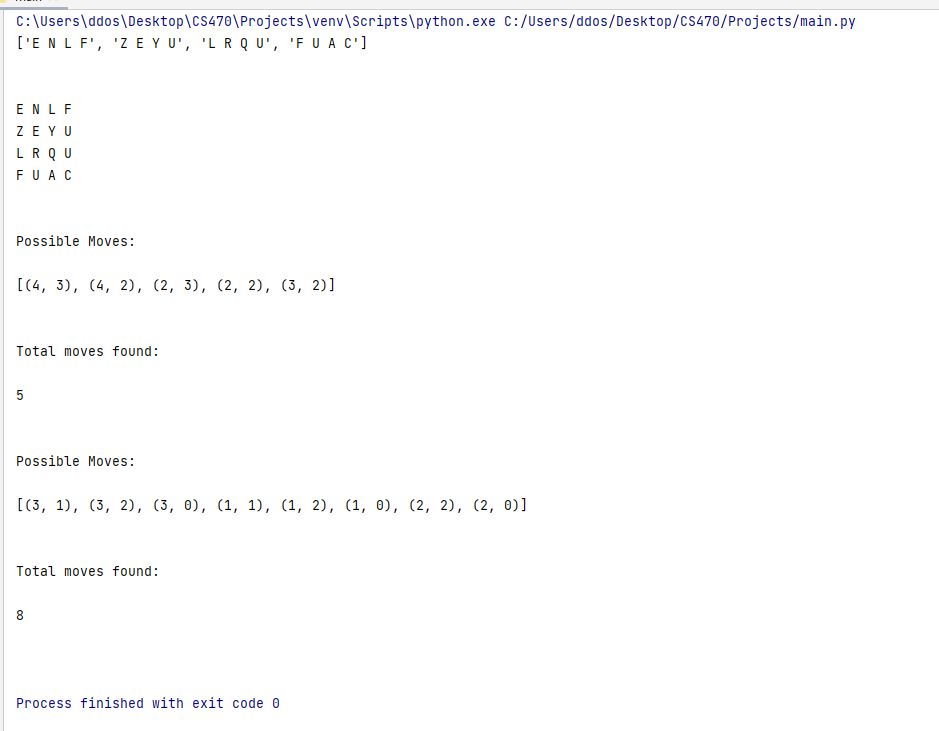 C:\Users\ddos\Desktop\CS470\Projects\venv\Scripts\python.exe C:/Users/ddos/Desktop/CS470/Projects/main.py
['E N L F', 'Z E Y U', 'L R Q U', 'F U A C']
E N L F
Z E Y U
L R Q U
F U A C
Possible Moves:
[(4, 3), (4, 2), (2, 3), (2, 2), (3, 2)]
Total moves found:
5
Possible Moves:
[(3, 1), (3, 2), (3, 0), (1, 1), (1, 2), (1, 0), (2, 2), (2, 0)]
Total moves found:
8
Process finished with exit code 0